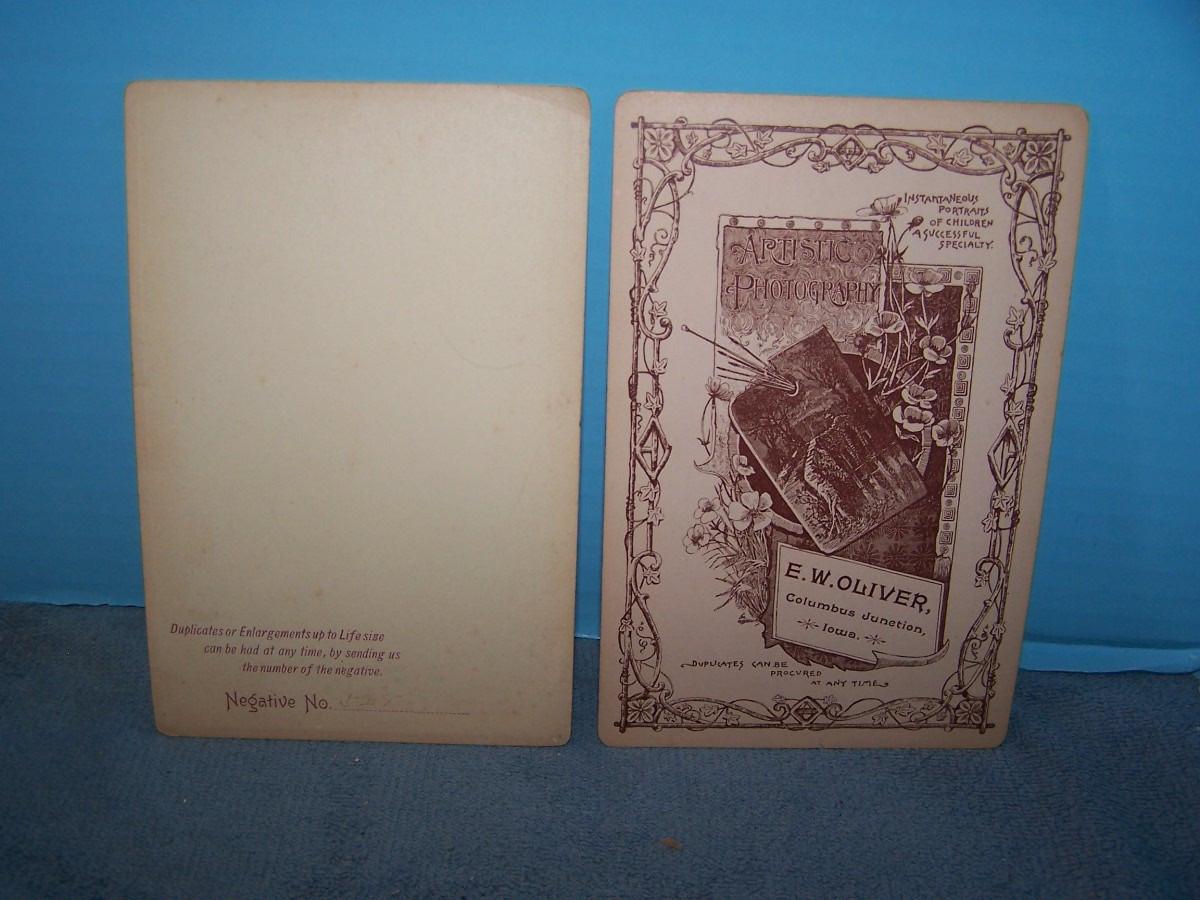 Duplicates or Enlargements up to Life size
can be had at any time, by sending us
the number of the negative.
Negative No.
INSTANTANEOUS
PORTRAITS
OF CHILDREN
A SUCCESSFUL
SPECIALTY.
ARTISTIC
PHOTOGRAPHY
E.W.OLIVER,
Columbus Junction,
Iowa.
DUPLICATES CAN BE
PROCURED
AT ANY TIME